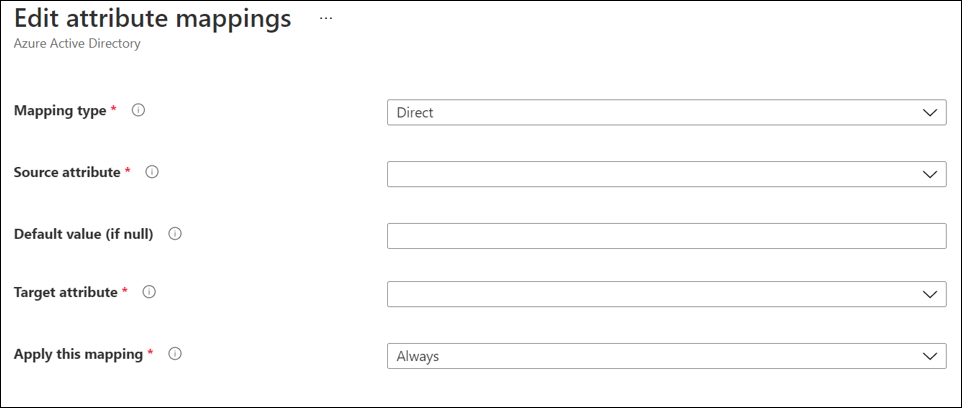 Edit attribute mappings ...
Azure Active Directory
Mapping type * Direct
Source attribute *
Default value (if null)
Target attribute *
Apply this mapping * Always